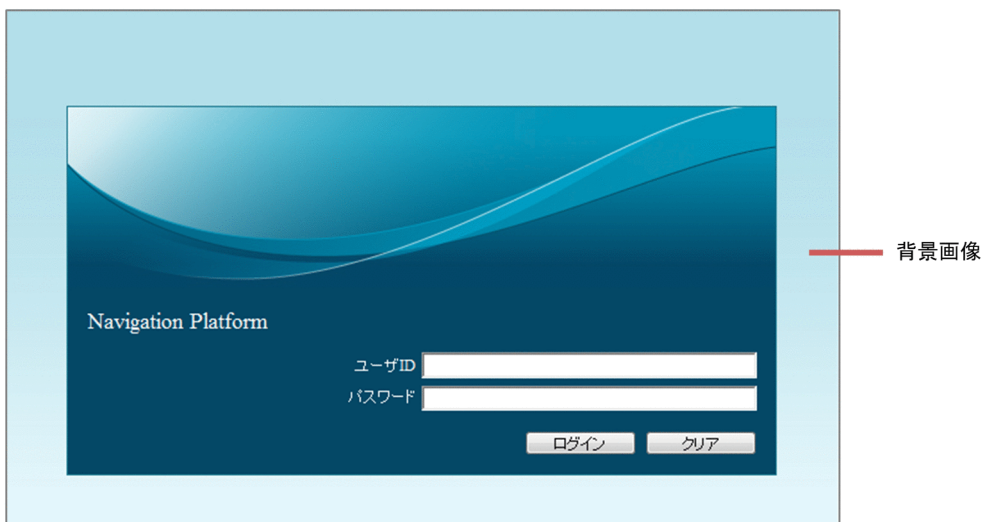 背景画像
Navigation Platform
ユーザID
パスワード
ログイン クリア